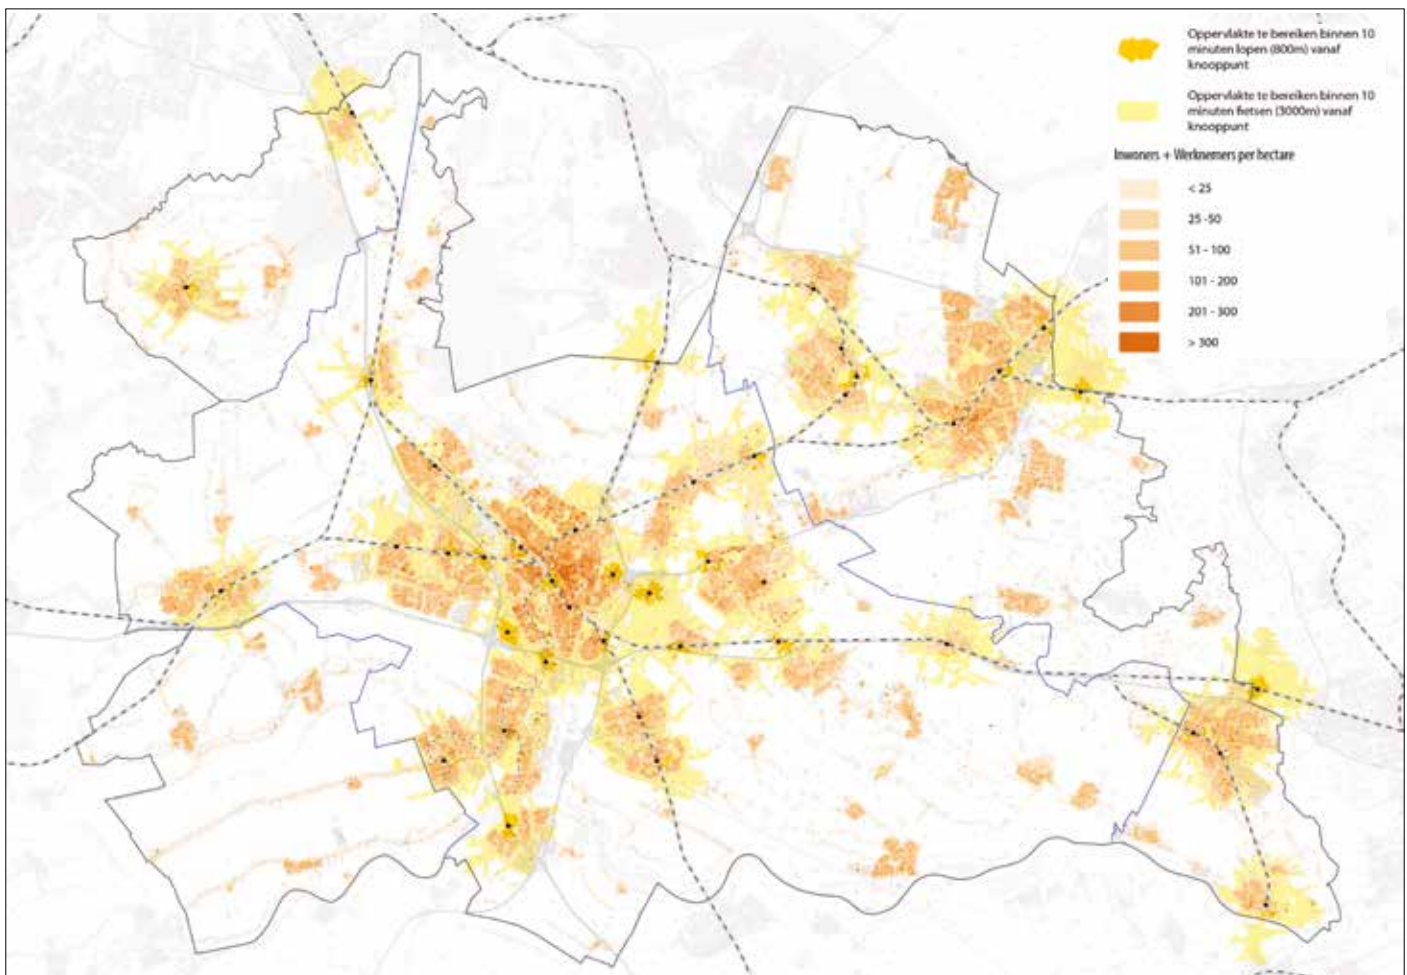 Oppervlakte te bereiken binnen 10
minuten lopen (800m) vanaf
knooppunt
Oppervlakte te bereiken binnen 10
minuten fietsen (3000m) vanaf
knooppunt
Inwoners + Werknemers per hectare
< 25
25 -50
51 - 100
101 - 200
201 - 300
> 300